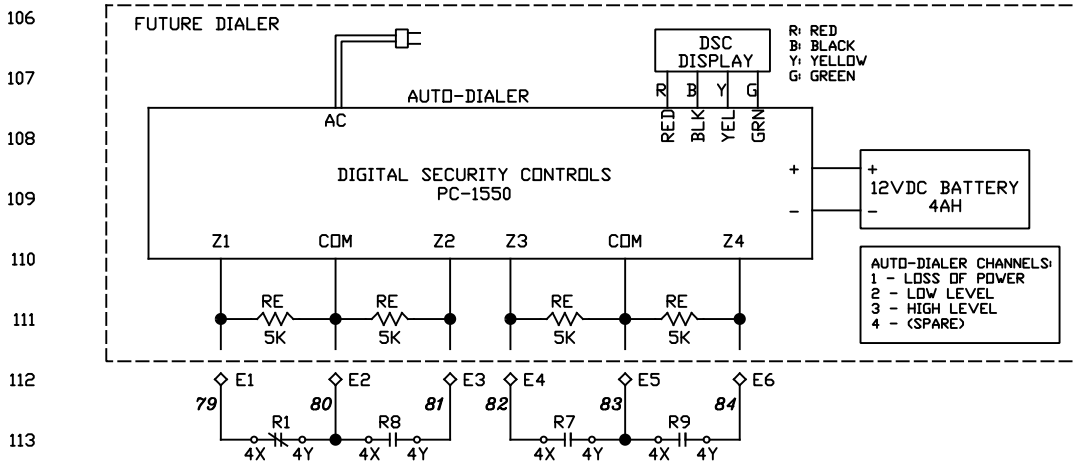 106
FUTURE DIALER
DSC
DISPLAY
R: RED
B: BLACK
Y: YELLOW
G: GREEN
107
R B Y G
AUTO-DIALER
AC
RED BLK YEL GRN
108
DIGITAL SECURITY CONTROLS
PC-1550
+ +
12VDC BATTERY
4AH
- -
109
Z1 COM Z2 Z3 COM Z4
110
AUTO-DIALER CHANNELS:
1 - LOSS OF POWER
2 - LOW LEVEL
3 - HIGH LEVEL
4 - (SPARE)
RE RE RE RE
111
5K 5K 5K 5K
112
E1 E2 E3 E4 E5 E6
79 80 81 82 83 84
R1 R8 R7 R9
113
4X 4Y 4X 4Y 4X 4Y 4X 4Y